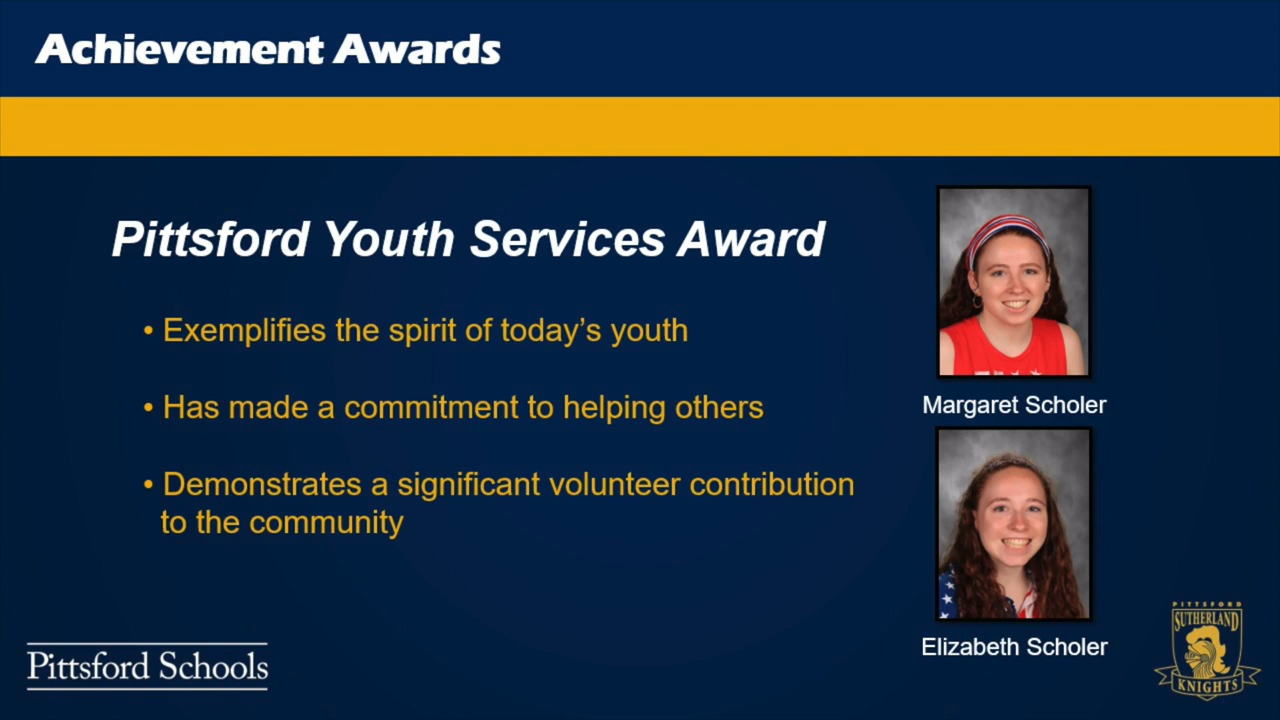 Achievement Awards
Pittsford Youth Services Award
• Exemplifies the spirit of today's youth
• Has made a commitment to helping others
• Demonstrates a significant volunteer contribution
to the community
Margaret Scholer
Elizabeth Scholer
Pittsford Schools
PITTSFORD
SUTHERLAND
KNIGHTS